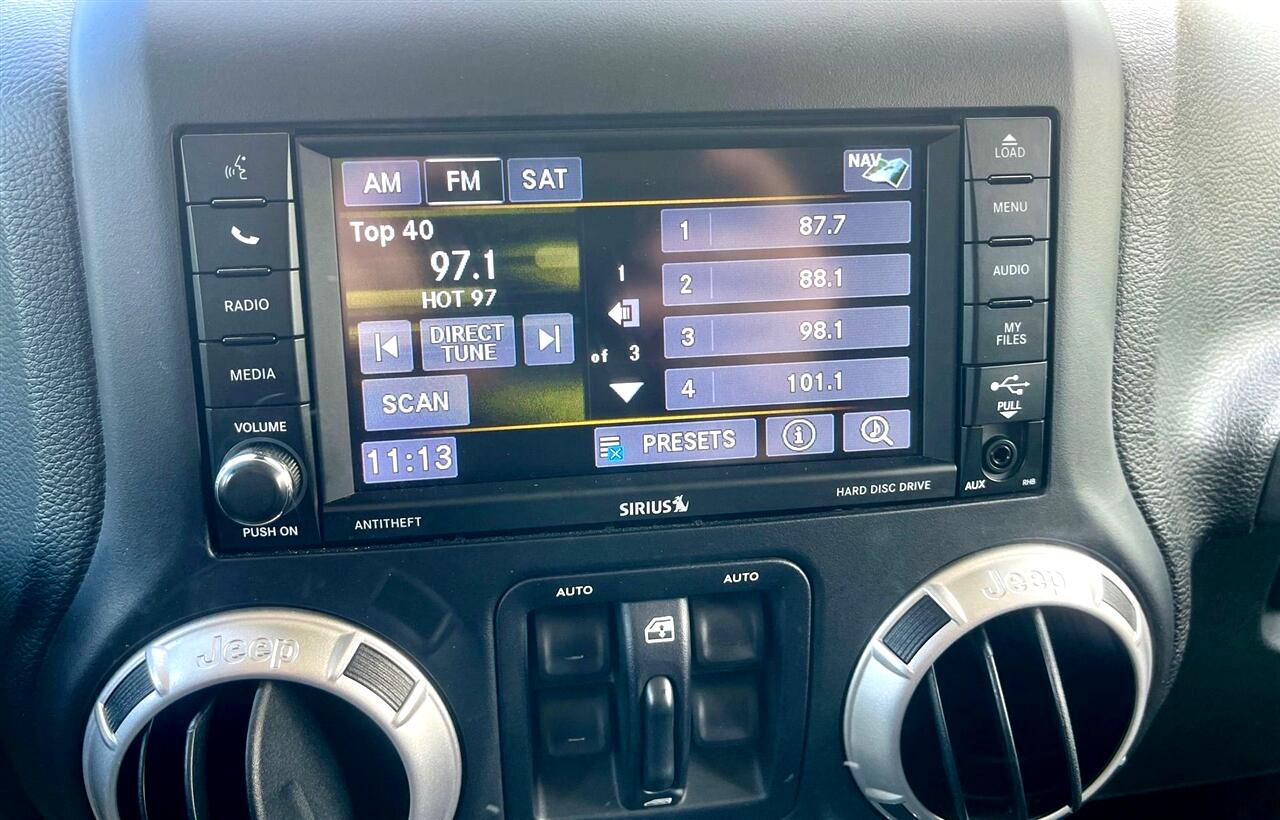 LOAD
AM FM SAT NAV
MENU
Top 40
1 87.7
97.1
HOT 97
1
2 88.1
AUDIO
RADIO
DIRECT
TUNE
of 3
3 98.1
MY
FILES
MEDIA
SCAN
4 101.1
PULL
VOLUME
11:13
PRESETS
i
PUSH ON
ANTITHEFT
SIRIUS
HARD DISC DRIVE
AUX RHB
AUTO AUTO
Jeep
Jeep